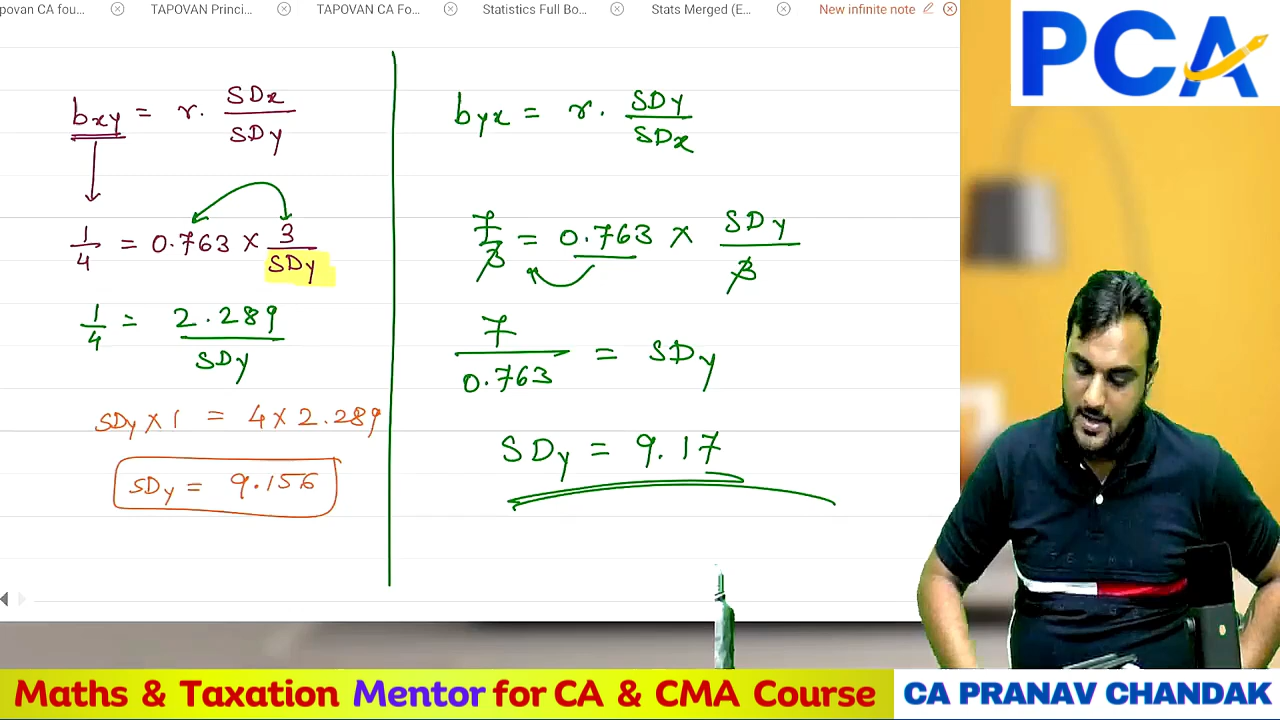 povan CA fou...
TAPOVAN Princi...
TAPOVAN CA Fo...
Statistics Full Bo...
Stats Merged (E...
New infinite note
PCA
bxy = r. SDx/SDy
1/4 = 0.763 × 3/SDy
1/4 = 2.289/SDy
SDy × 1 = 4 × 2.289
SDy = 9.156
byx = r. SDy/SDx
7/3 = 0.763 × SDy/3
7/0.763 = SDy
SDy = 9.17
Maths & Taxation Mentor for CA & CMA Course
CA PRANAV CHANDAK